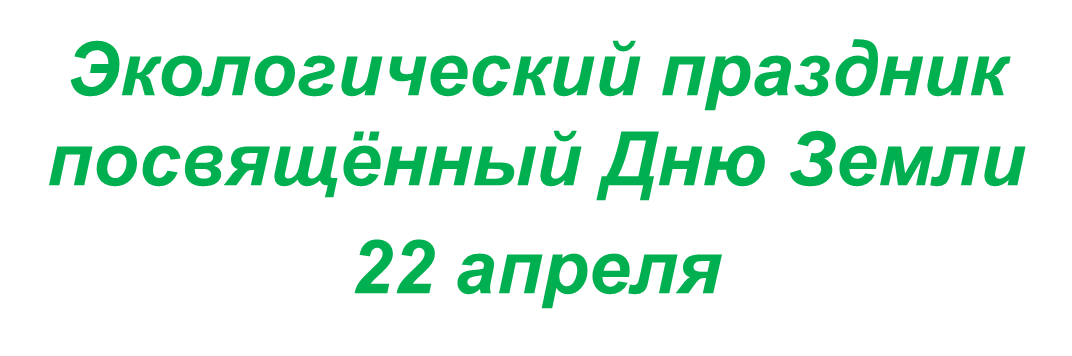 Экологический праздник
посвящённый Дню Земли
22 апреля